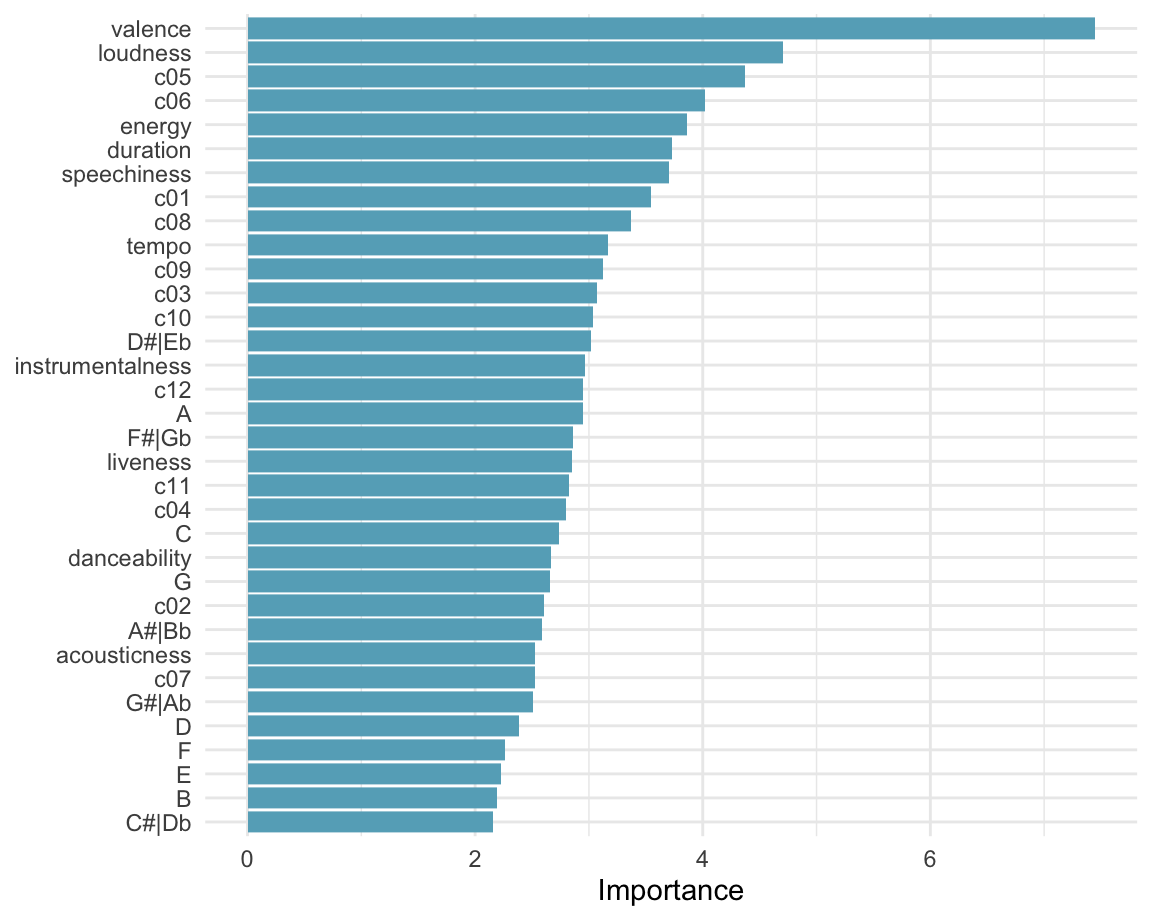 valence
loudness
c05
c06
energy
duration
speechiness
c01
c08
tempo
c09
c03
c10
D#|Eb
instrumentalness
c12
A
F#|Gb
liveness
c11
c04
C
danceability
G
c02
A#|Bb
acousticness
c07
G#|Ab
D
F
E
B
C#|Db
0 2 4 6
Importance